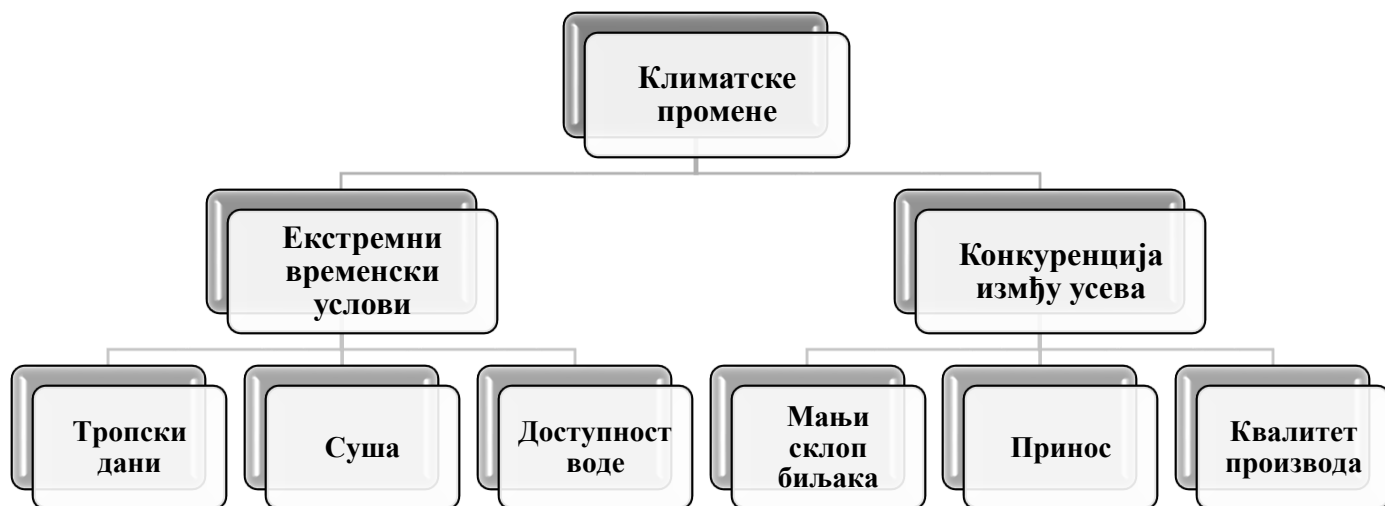 Климатске
промене
Екстремни
временски
услови
Конкуренција
измђу усева
Тропски
дани
Суша
Доступност
воде
Мањи
склоп
биљака
Принос
Квалитет
производа